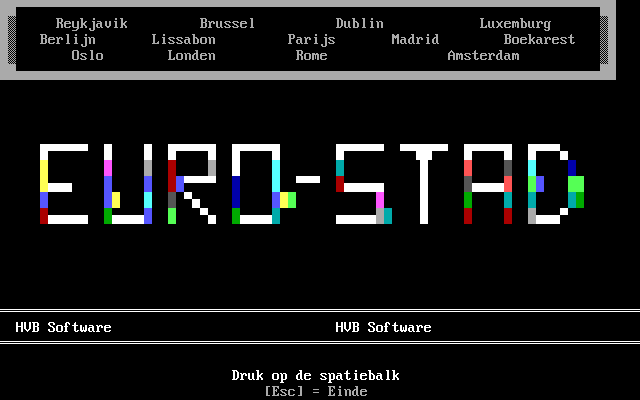 Reykjavik Brussel Dublin Luxemburg
Berlijn Lissabon Parijs Madrid Boekarest
Oslo Londen Rome Amsterdam
EURO-STAD
HVB Software HVB Software
Druk op de spatiebalk
[Esc] = Einde